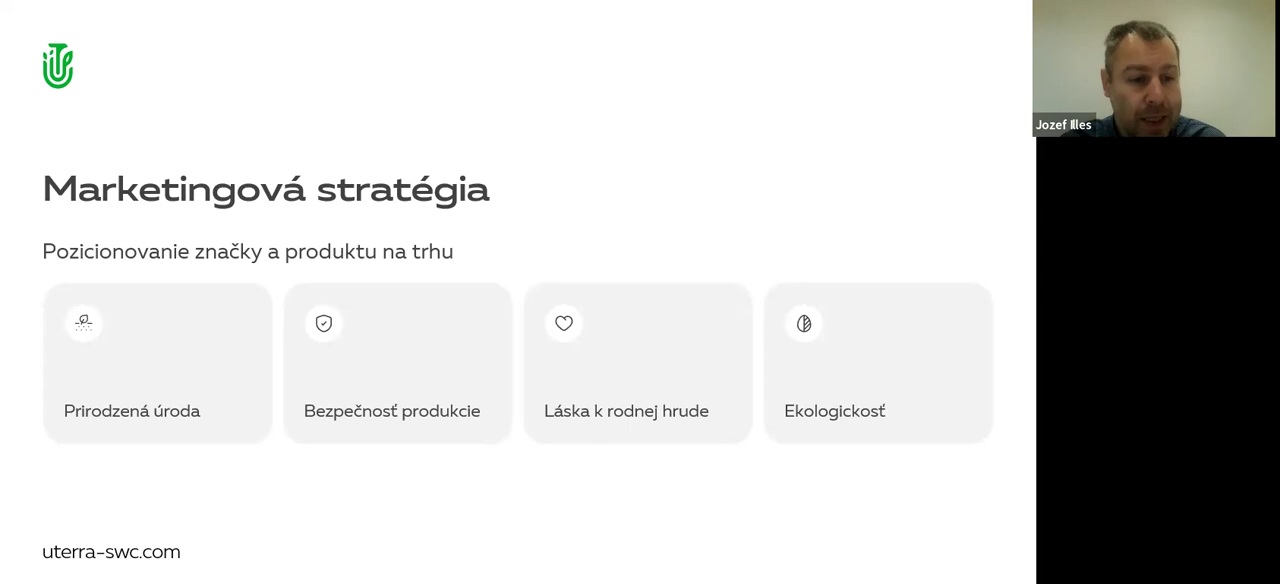 Jozef Illes
Marketingová stratégia
Pozicionovanie značky a produktu na trhu
Prirodzená úroda
Bezpečnosť produkcie
Láska k rodnej hrude
Ekologickosť
uterra-swc.com